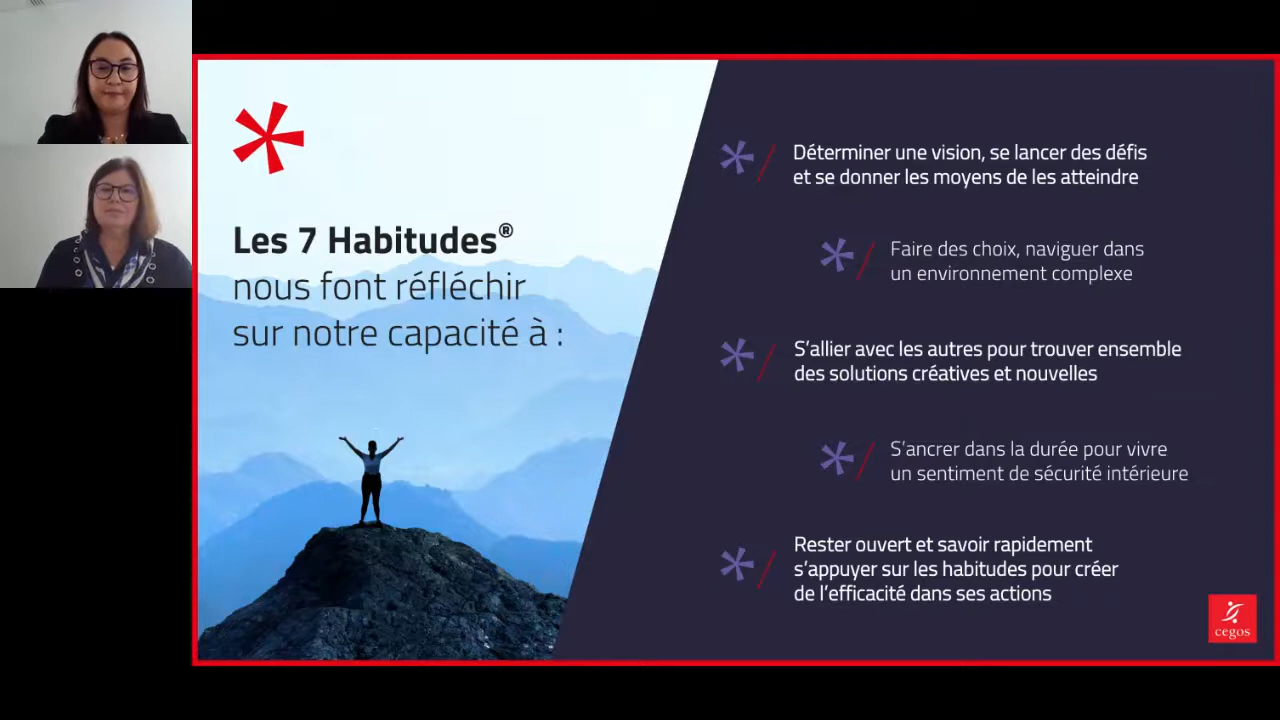 Les 7 Habitudes®
nous font réfléchir
sur notre capacité à :
Déterminer une vision, se lancer des défis
et se donner les moyens de les atteindre
Faire des choix, naviguer dans
un environnement complexe
S'allier avec les autres pour trouver ensemble
des solutions créatives et nouvelles
S'ancrer dans la durée pour vivre
un sentiment de sécurité intérieure
Rester ouvert et savoir rapidement
s'appuyer sur les habitudes pour créer
de l'efficacité dans ses actions
cegos